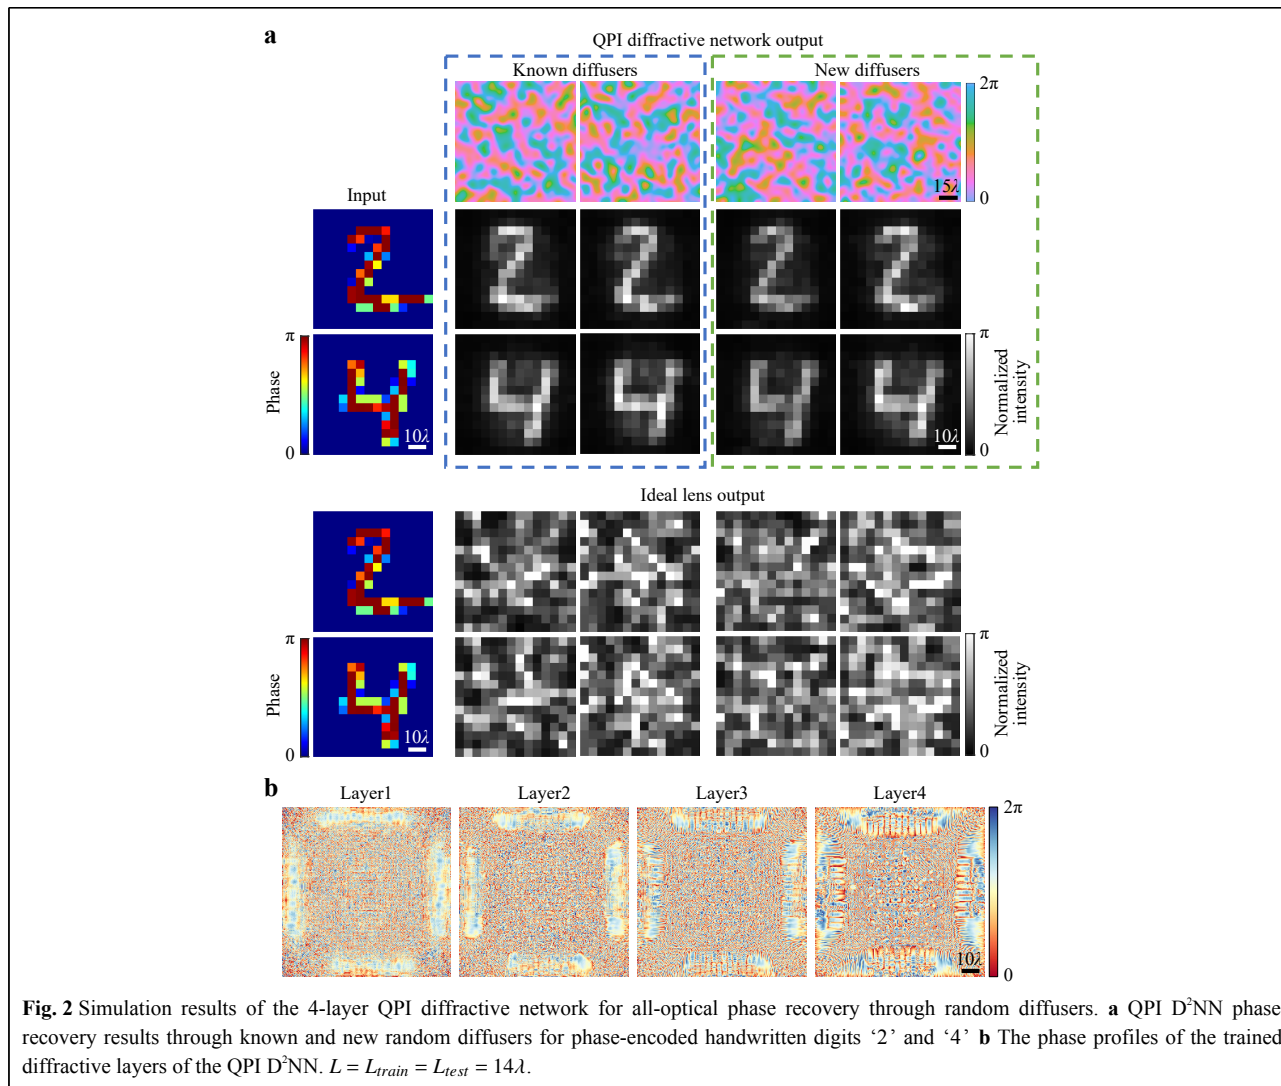 a
QPI diffractive network output
Known diffusers
New diffusers
2π
15λ
0
Input
π
Phase
0
10λ
π
Normalized
intensity
10λ
0
Ideal lens output
π
Phase
0
10λ
π
Normalized
intensity
0
b
Layer1
Layer2
Layer3
Layer4
2π
10λ
0
Fig. 2 Simulation results of the 4-layer QPI diffractive network for all-optical phase recovery through random diffusers. a QPI D²NN phase
recovery results through known and new random diffusers for phase-encoded handwritten digits ‘2’ and ‘4’ b The phase profiles of the trained
diffractive layers of the QPI D²NN. L = L_train = L_test = 14λ.